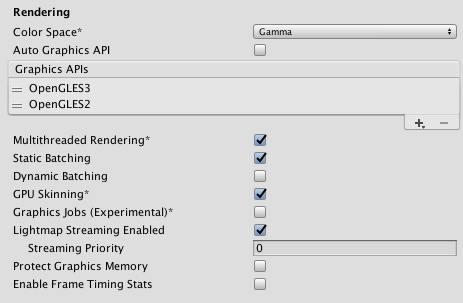 Rendering
Color Space* Gamma
Auto Graphics API
Graphics APIs
OpenGLES3
OpenGLES2
Multithreaded Rendering*
Static Batching
Dynamic Batching
GPU Skinning*
Graphics Jobs (Experimental)*
Lightmap Streaming Enabled
Streaming Priority 0
Protect Graphics Memory
Enable Frame Timing Stats